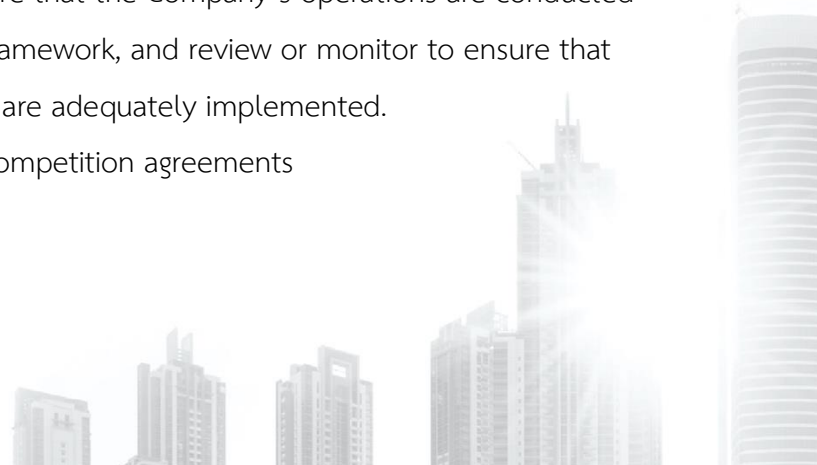 re that the Company's operations are conducted
amework, and review or monitor to ensure that
are adequately implemented.
ompetition agreements